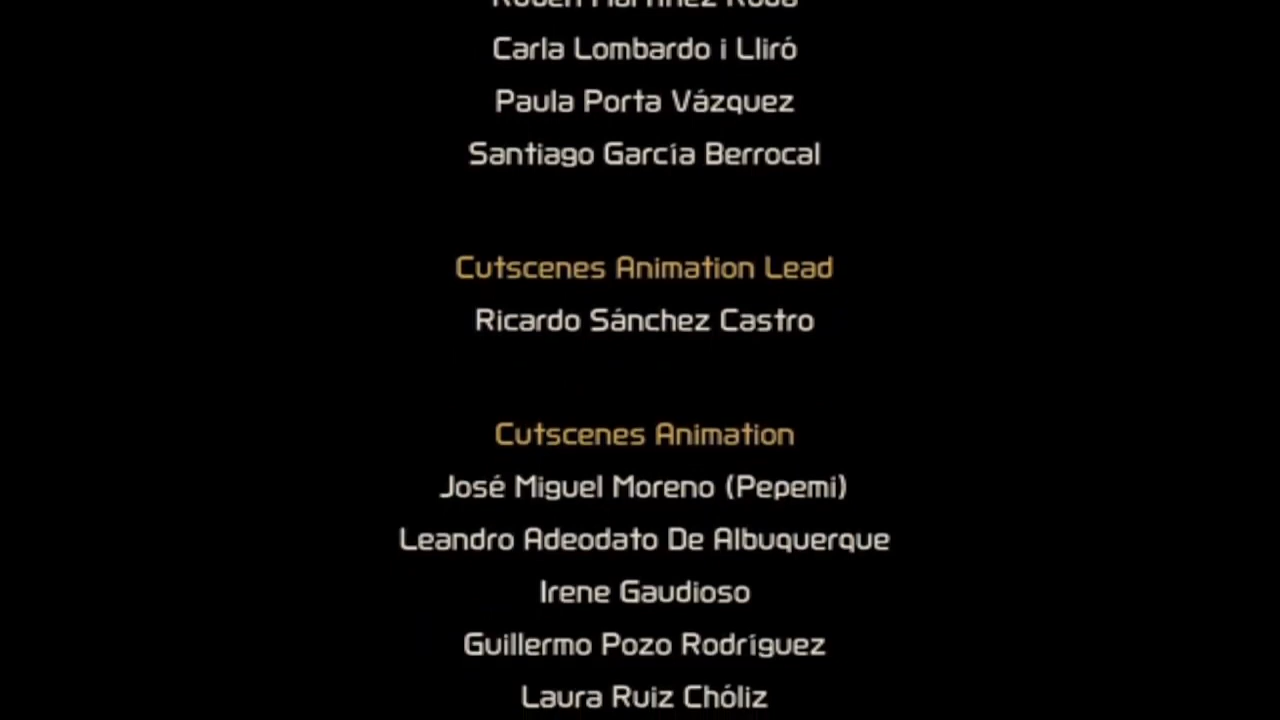 Carla Lombardo i Lliró
Paula Porta Vázquez
Santiago García Berrocal
Cutscenes Animation Lead
Ricardo Sánchez Castro
Cutscenes Animation
José Miguel Moreno (Pepemi)
Leandro Adeodato De Albuquerque
Irene Gaudioso
Guillermo Pozo Rodríguez
Laura Ruiz Chóliz